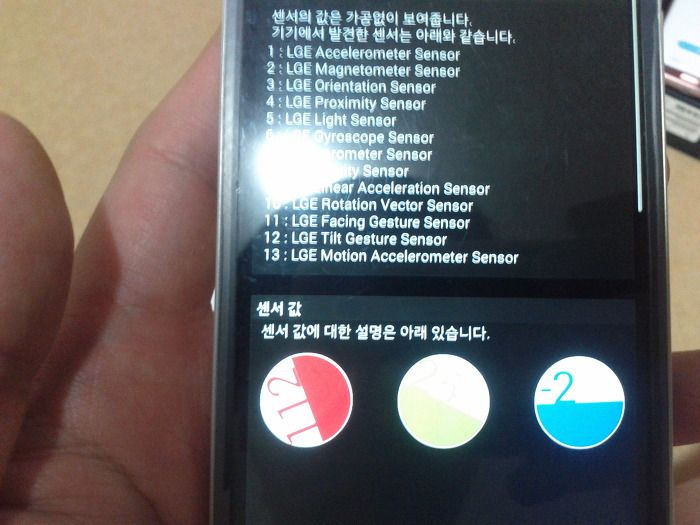 센서의 값은 가공없이 보여줍니다.
기기에서 발견한 센서는 아래와 같습니다.
1 : LGE Accelerometer Sensor
2 : LGE Magnetometer Sensor
3 : LGE Orientation Sensor
4 : LGE Proximity Sensor
5 : LGE Light Sensor
6 : LGE Gyroscope Sensor
Sensor
Sensor
Linear Acceleration Sensor
10 : LGE Rotation Vector Sensor
11 : LGE Facing Gesture Sensor
12 : LGE Tilt Gesture Sensor
13 : LGE Motion Accelerometer Sensor
센서 값
센서 값에 대한 설명은 아래 있습니다.
-2